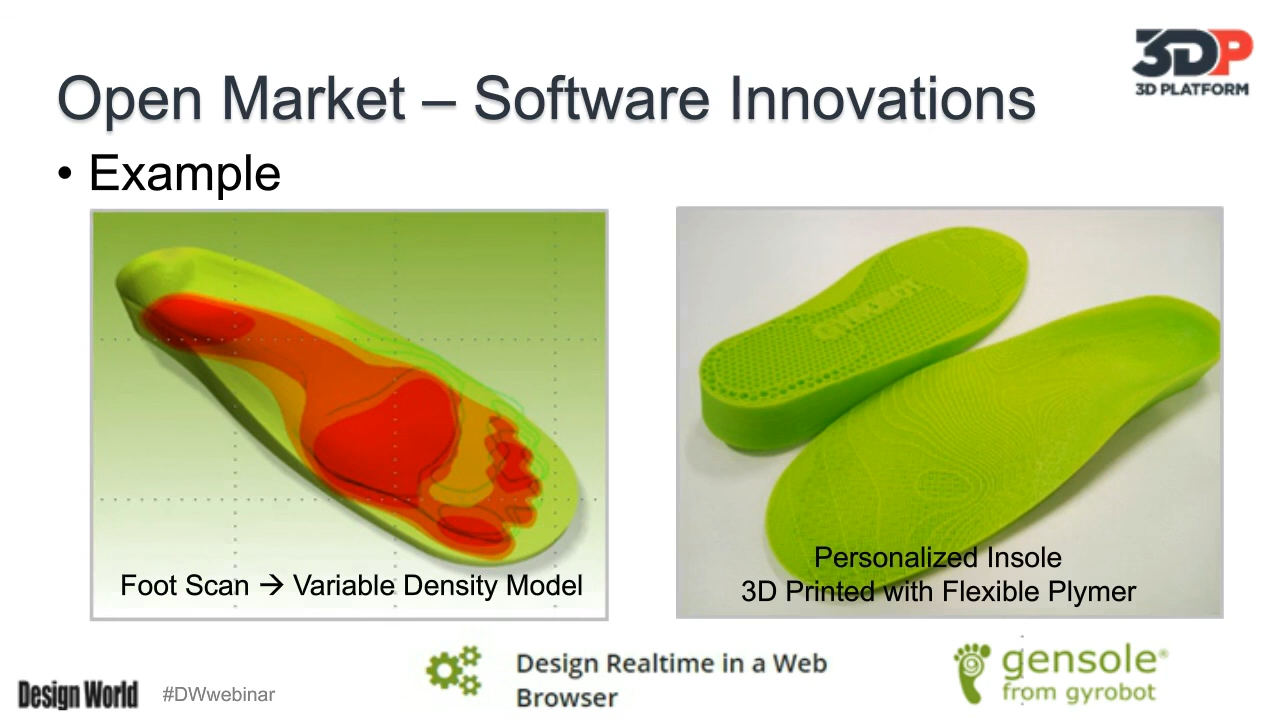 3DP
3D PLATFORM
Open Market – Software Innovations
• Example
Foot Scan → Variable Density Model
GYROBOT
Personalized Insole
3D Printed with Flexible Plymer
Design World
#DWwebinar
Design Realtime in a Web
Browser
gensole®
from gyrobot